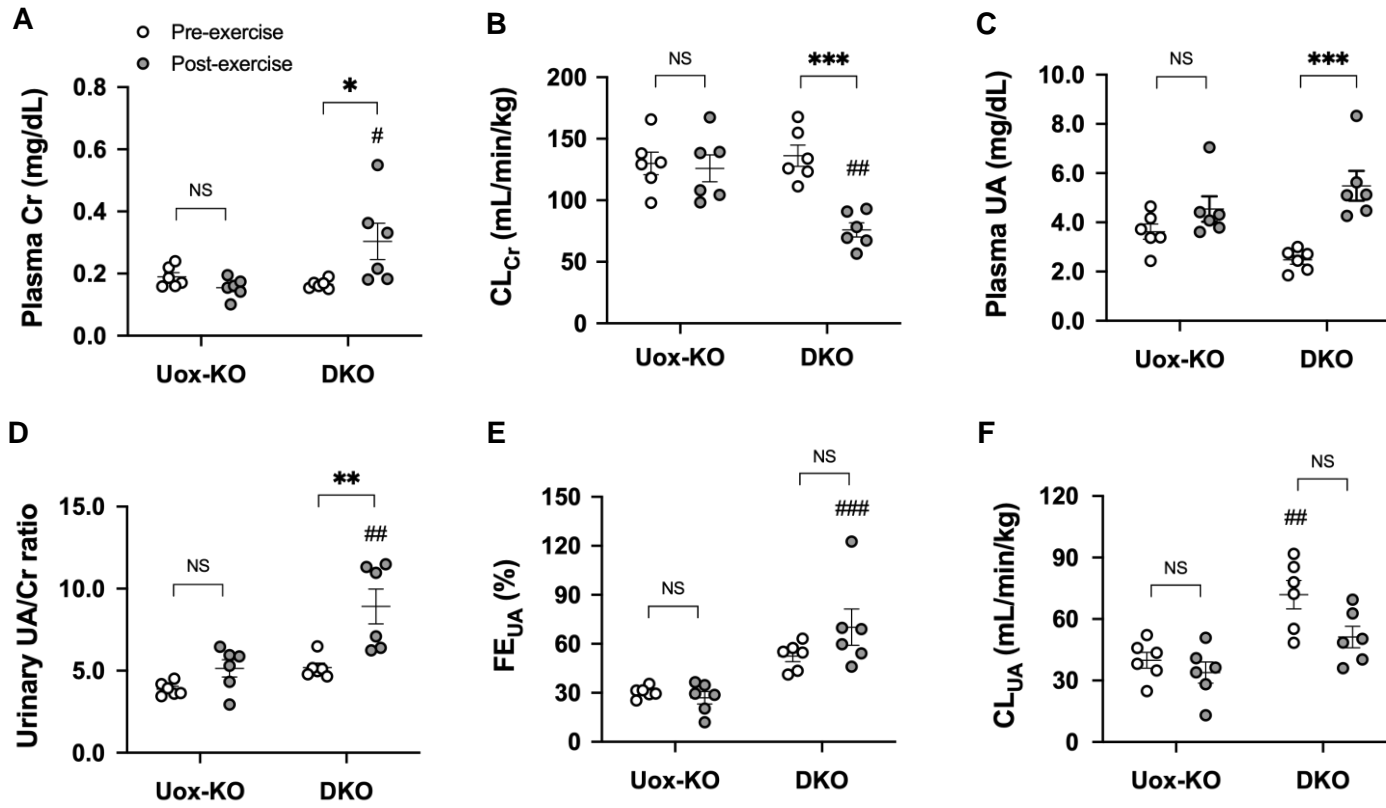 A
Pre-exercise
Post-exercise
Plasma Cr (mg/dL)
0.8
0.6
0.4
0.2
0.0
NS
*
#
Uox-KO DKO
B
CL_Cr (mL/min/kg)
200
150
100
50
0
NS
***
##
Uox-KO DKO
C
Plasma UA (mg/dL)
10.0
8.0
6.0
4.0
2.0
0.0
NS
***
Uox-KO DKO
D
Urinary UA/Cr ratio
15.0
10.0
5.0
0.0
NS
**
##
Uox-KO DKO
E
FE_UA (%)
150
120
90
60
30
0
NS
NS
###
Uox-KO DKO
F
CL_UA (mL/min/kg)
120
90
60
30
0
NS
NS
##
Uox-KO DKO